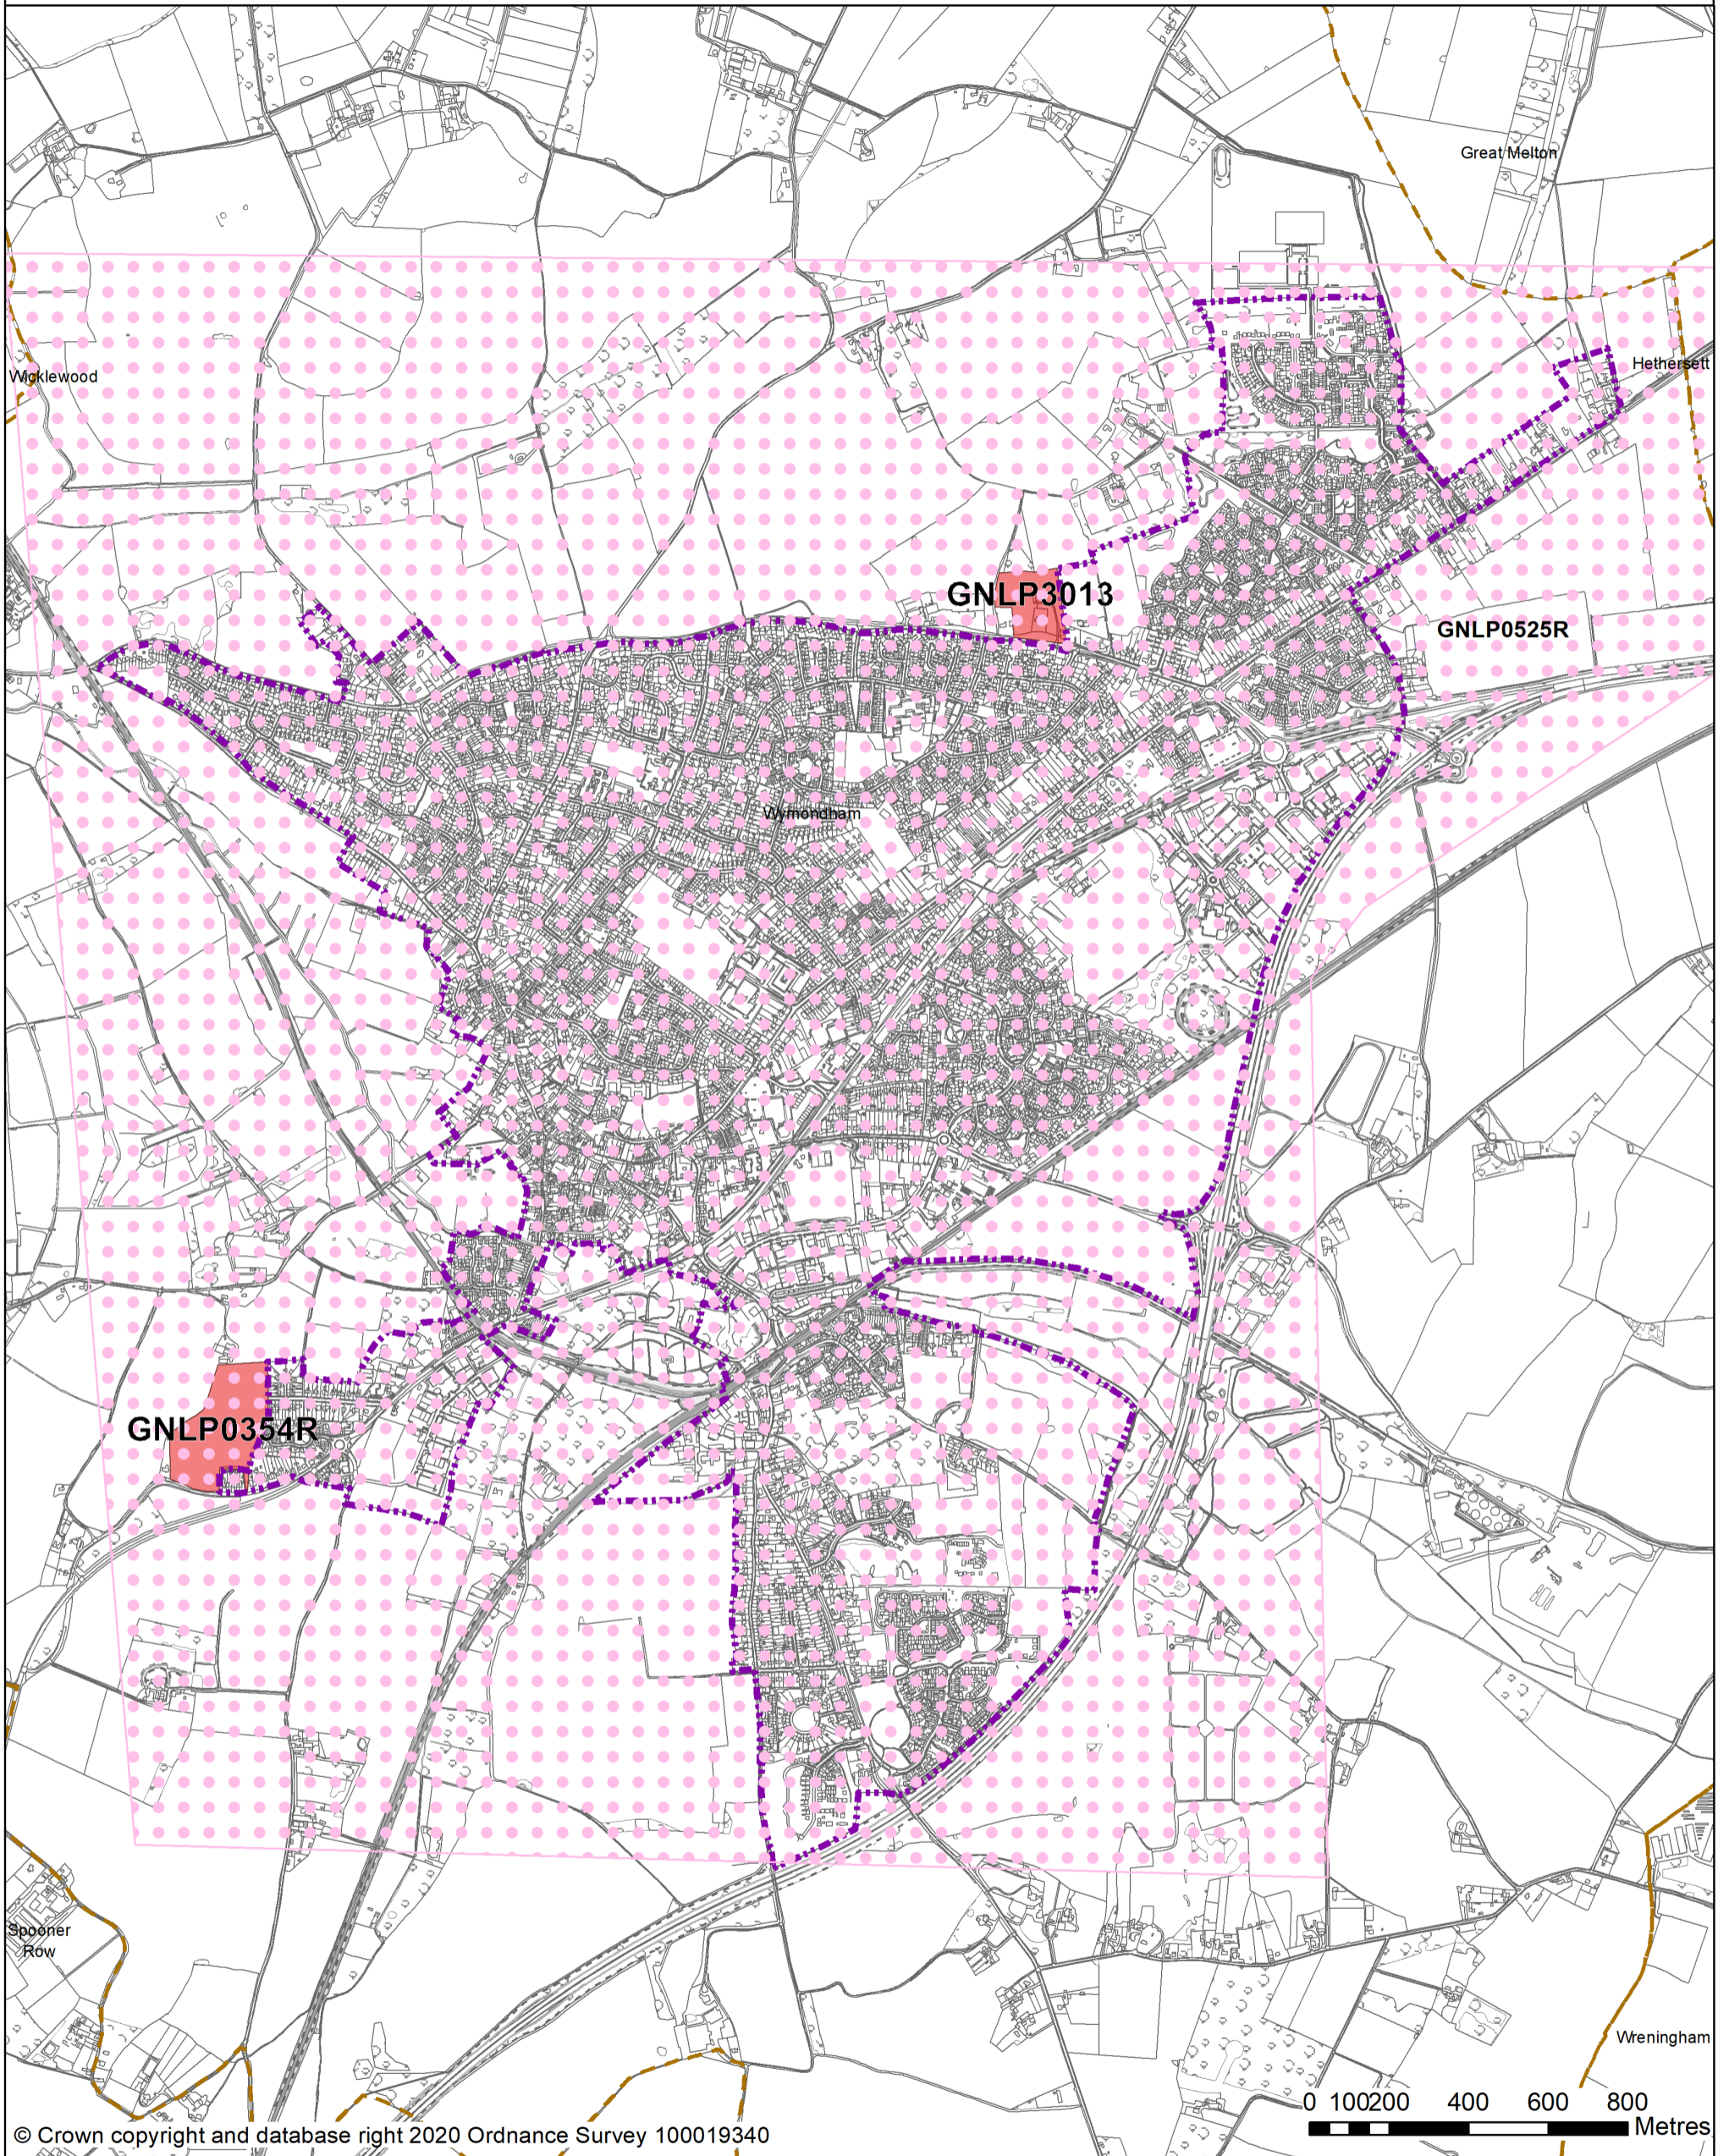 Great Melton
Wicklewood
Hethersett
GNLP3013
GNLP0525R
Wymondham
GNLP0354R
Spooner
Row
Wreningham
0 100200 400 600 800
Metres
© Crown copyright and database right 2020 Ordnance Survey 100019340